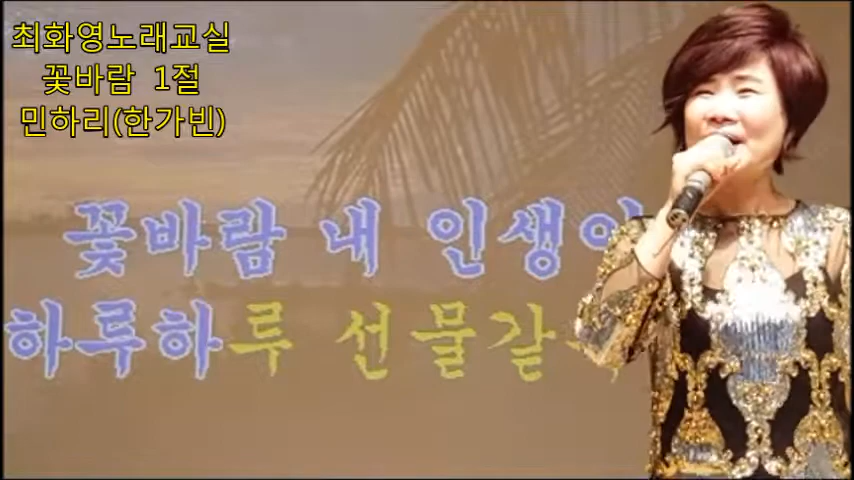 최화영노래교실
꽃바람 1절
민하리(한가빈)
꽃바람 내 인생아
하루하루 선물같